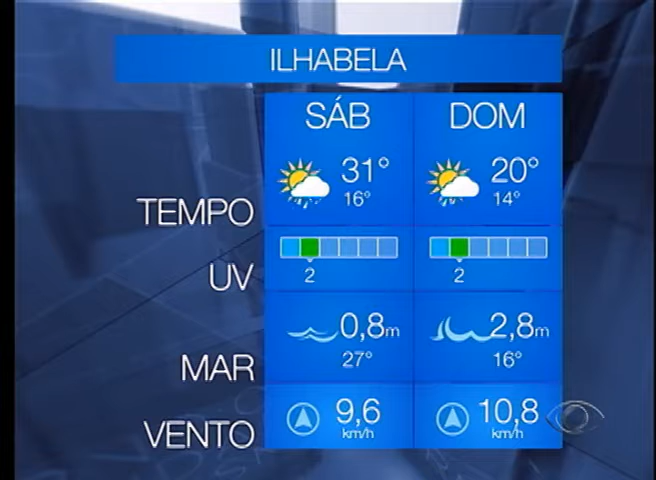 ILHABELA
SÁB DOM
TEMPO 31° 16° 20° 14°
UV 2 2
MAR 0,8m 27° 2,8m 16°
VENTO 9,6 km/h 10,8 km/h